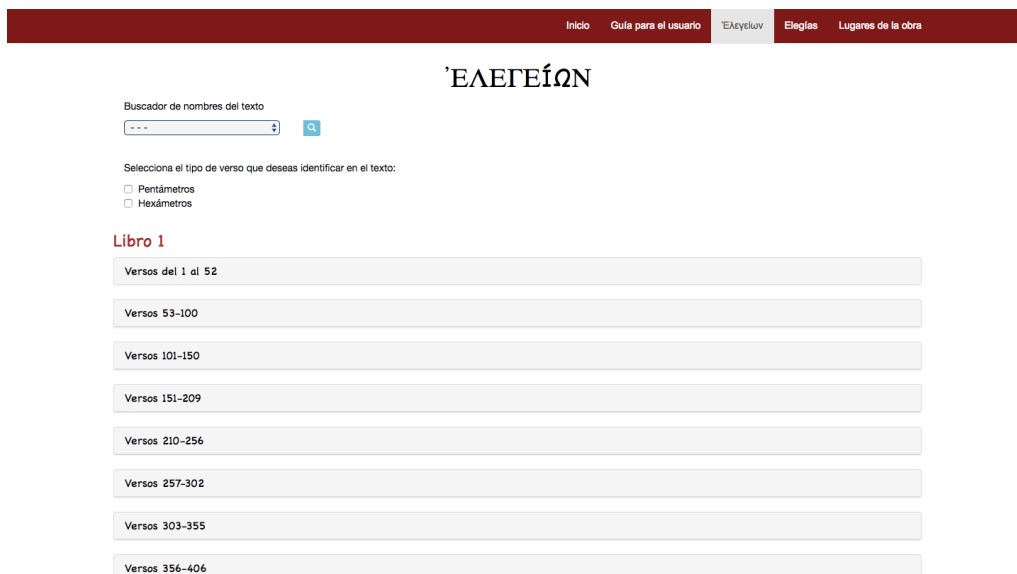 Inicio Guía para el usuario Ἐλεγείων Elegías Lugares de la obra
ἘΛΕΓΕΊΩΝ
Buscador de nombres del texto
---
Selecciona el tipo de verso que deseas identificar en el texto:
Pentámetros
Hexámetros
Libro 1
Versos del 1 al 52
Versos 53-100
Versos 101-150
Versos 151-209
Versos 210-256
Versos 257-302
Versos 303-355
Versos 356-406